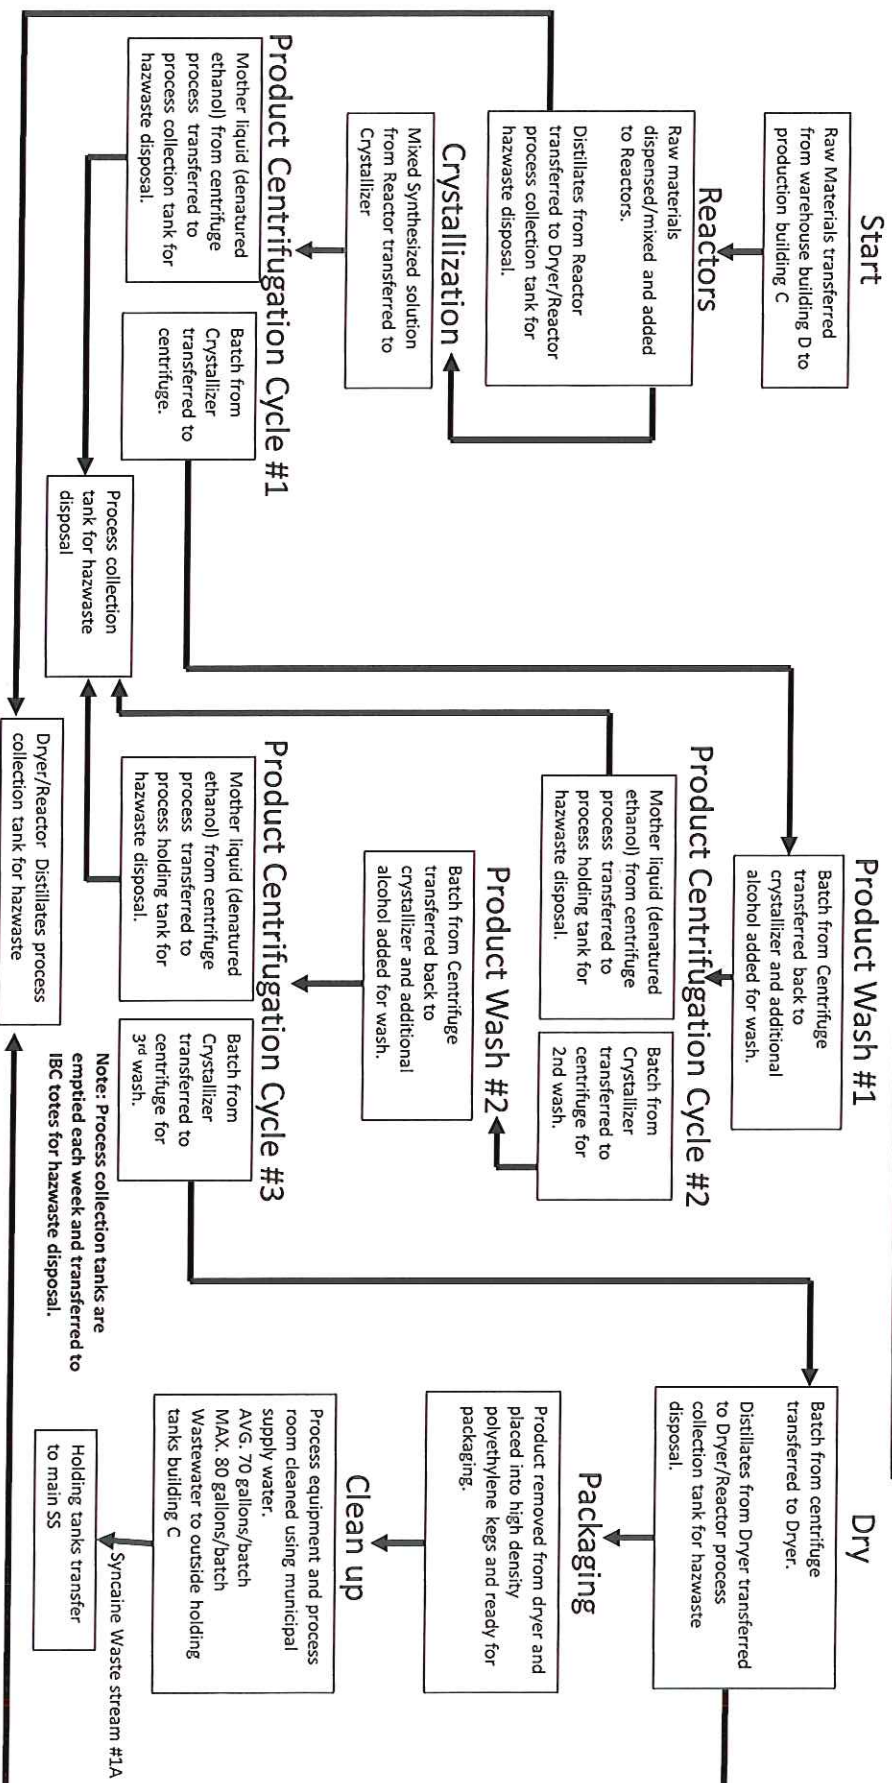 Start
Raw Materials transferred
from warehouse building D to
production building C
Reactors
Raw materials
dispensed/mixed and added
to Reactors.
Distillates from Reactor
transferred to Dryer/Reactor
process collection tank for
hazwaste disposal.
Crystallization
Mixed Synthesized solution
from Reactor transferred to
Crystallizer
Product Centrifugation Cycle #1
Mother liquid (denatured
ethanol) from centrifuge
process transferred to
process collection tank for
hazwaste disposal.
Batch from
Crystallizer
transferred to
centrifuge.
Process collection
tank for hazwaste
disposal
Product Wash #1
Batch from Centrifuge
transferred back to
crystallizer and additional
alcohol added for wash.
Product Centrifugation Cycle #2
Mother liquid (denatured
ethanol) from centrifuge
process transferred to
process holding tank for
hazwaste disposal.
Batch from
Crystallizer
transferred to
centrifuge for
2nd wash.
Product Wash #2
Batch from Centrifuge
transferred back to
crystallizer and additional
alcohol added for wash.
Product Centrifugation Cycle #3
Mother liquid (denatured
ethanol) from centrifuge
process transferred to
process holding tank for
hazwaste disposal.
Batch from
Crystallizer
transferred to
centrifuge for
3rd wash.
Dryer/Reactor Distillates process
collection tank for hazwaste
Note: Process collection tanks are
emptied each week and transferred to
IBC totes for hazwaste disposal.
Dry
Batch from centrifuge
transferred to Dryer.
Distillates from Dryer transferred
to Dryer/Reactor process
collection tank for hazwaste
disposal.
Packaging
Product removed from dryer and
placed into high density
polyethylene kegs and ready for
packaging.
Clean up
Process equipment and process
room cleaned using municipal
supply water.
AVG. 70 gallons/batch
MAX. 80 gallons/batch
Wastewater to outside holding
tanks building C
Syncaine Waste stream #1A
Holding tanks transfer
to main SS